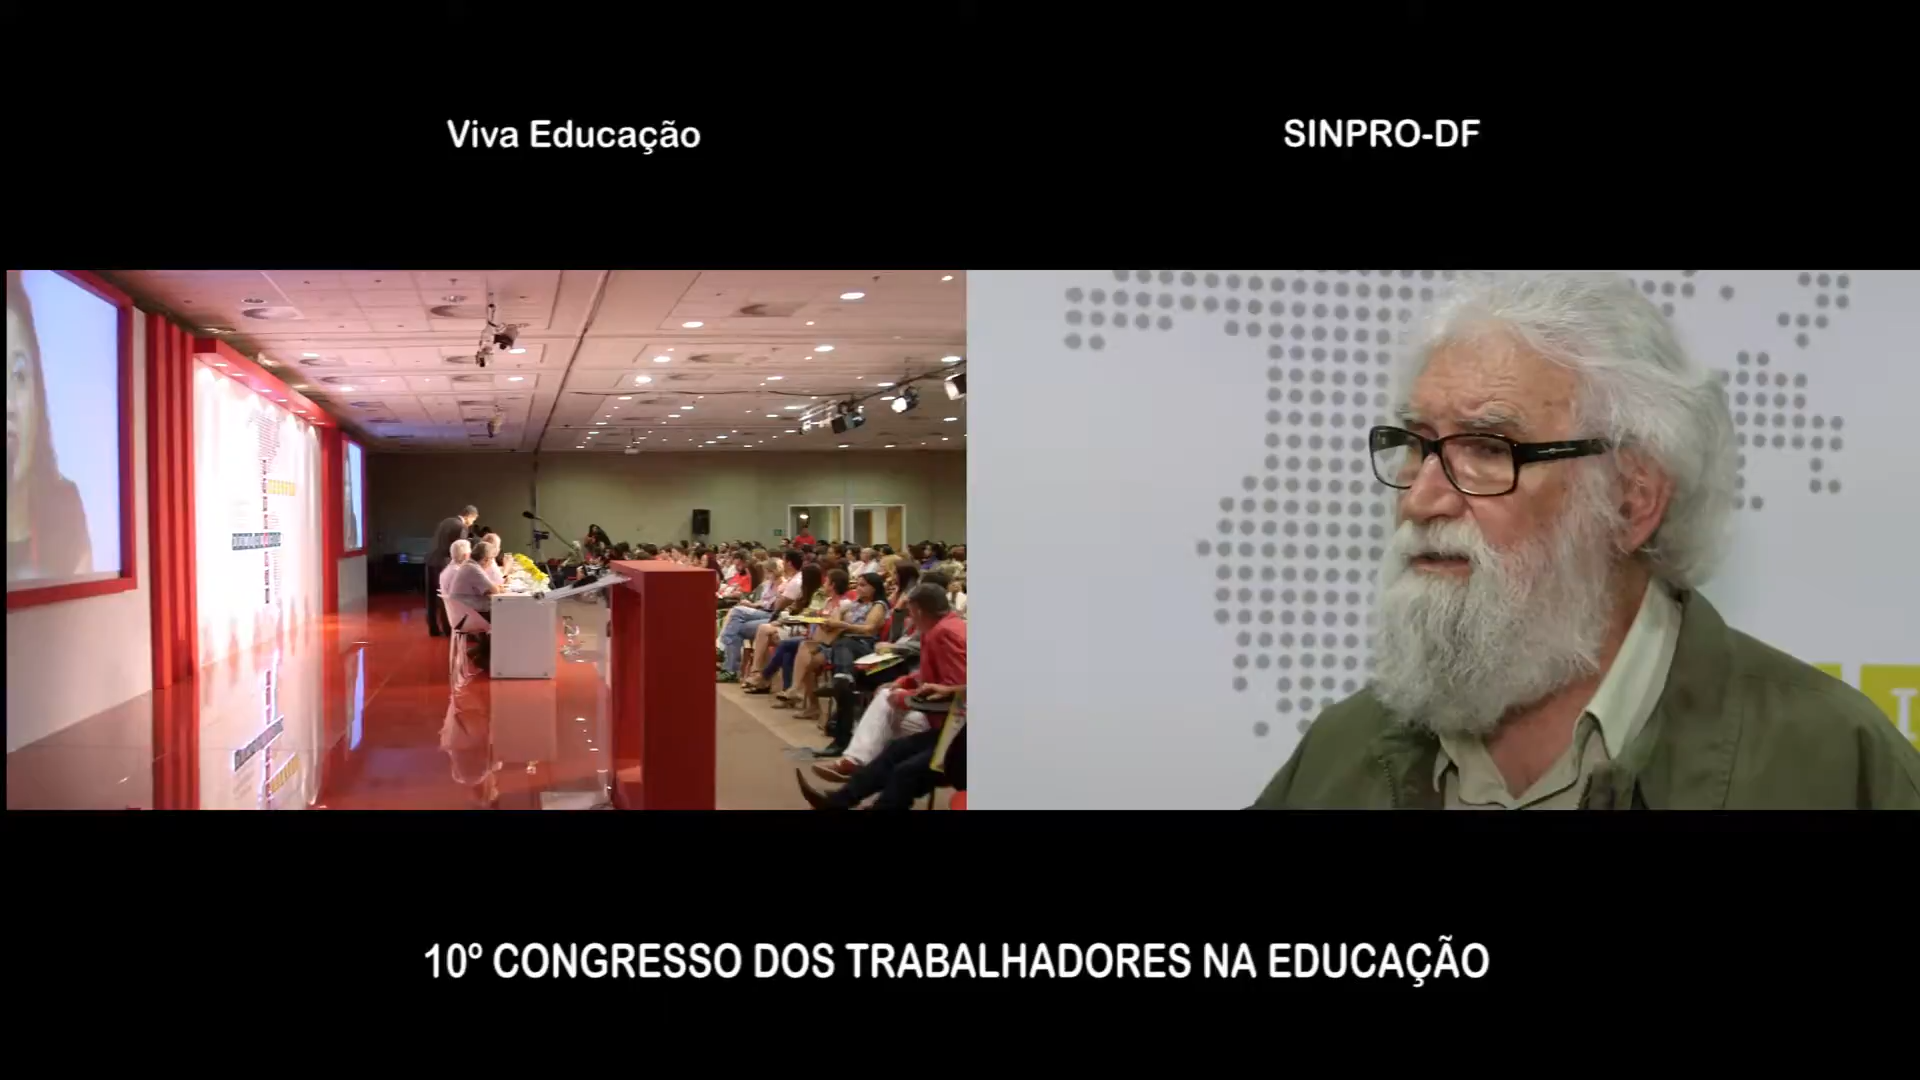 Viva Educação
SINPRO-DF
10º CONGRESSO DOS TRABALHADORES NA EDUCAÇÃO